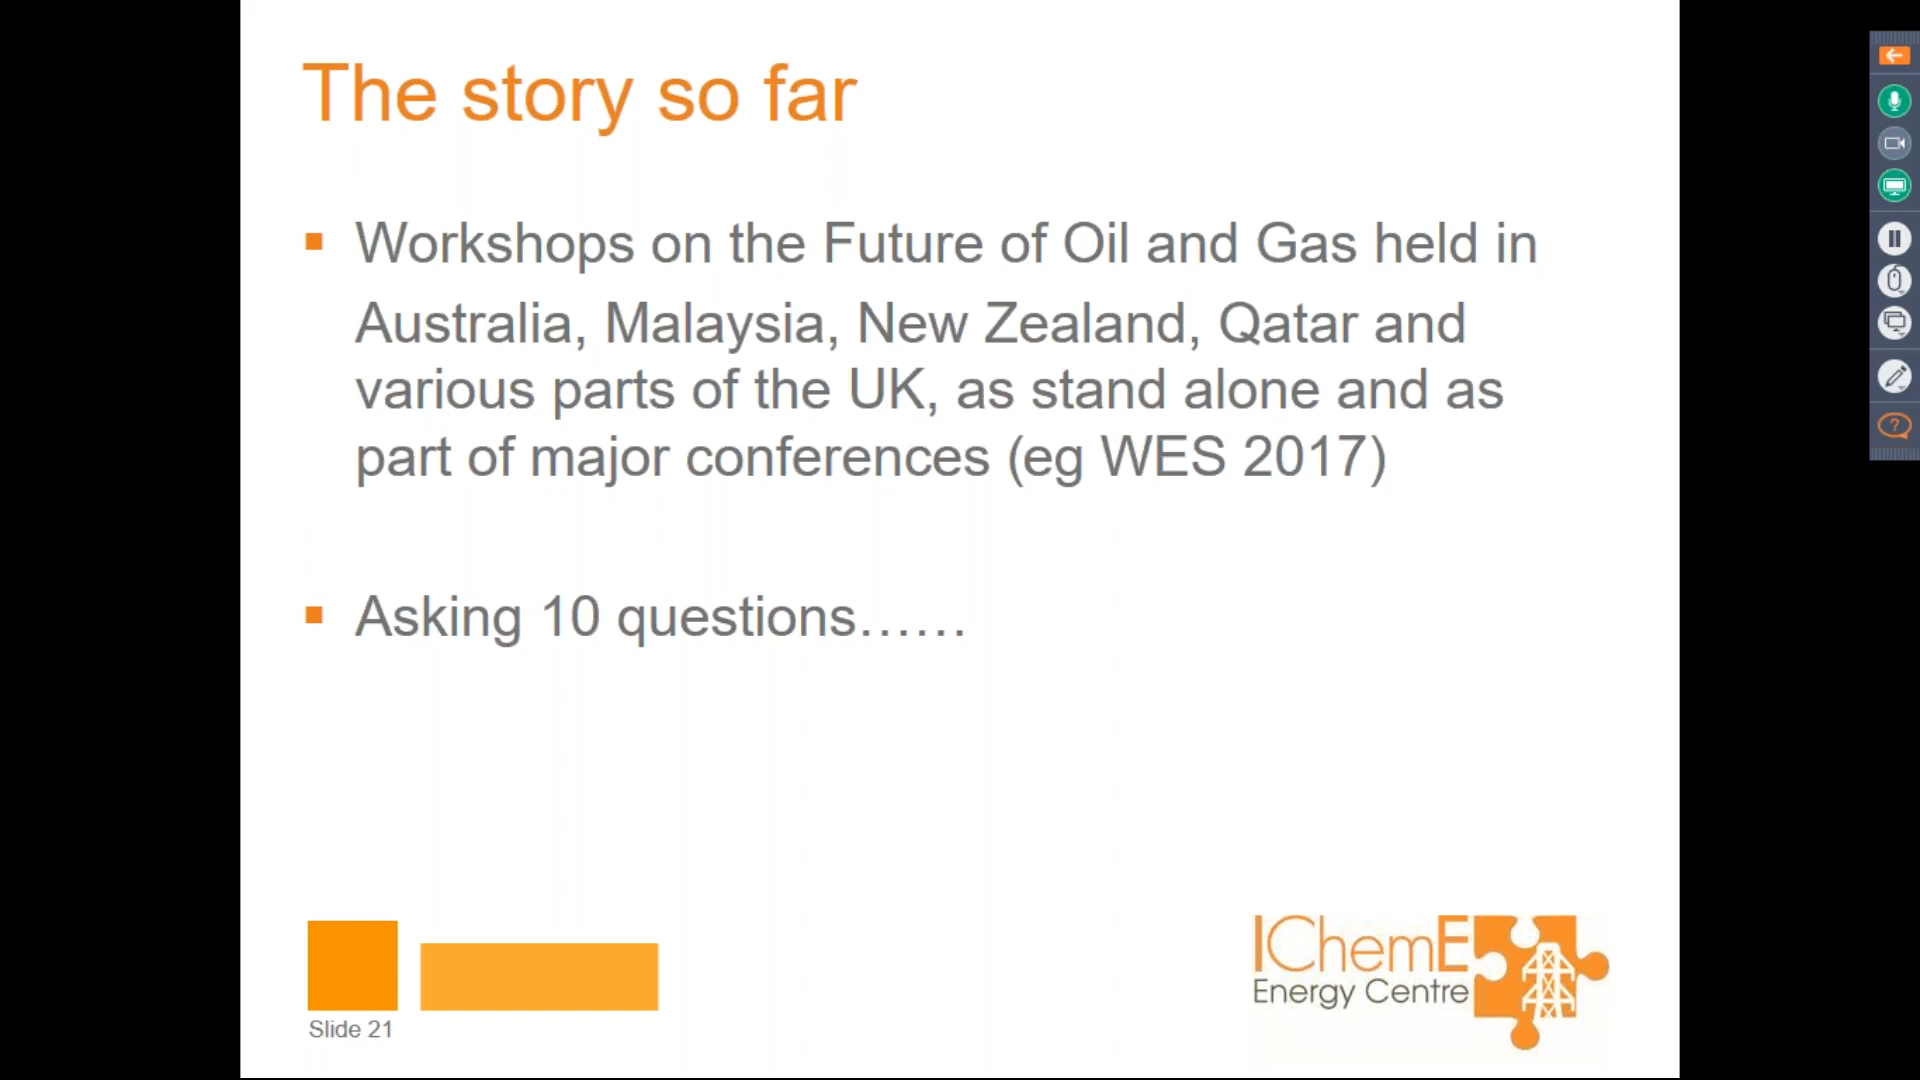 The story so far
Workshops on the Future of Oil and Gas held in
Australia, Malaysia, New Zealand, Qatar and
various parts of the UK, as stand alone and as
part of major conferences (eg WES 2017)
Asking 10 questions......
Slide 21
IChemE
Energy Centre
?